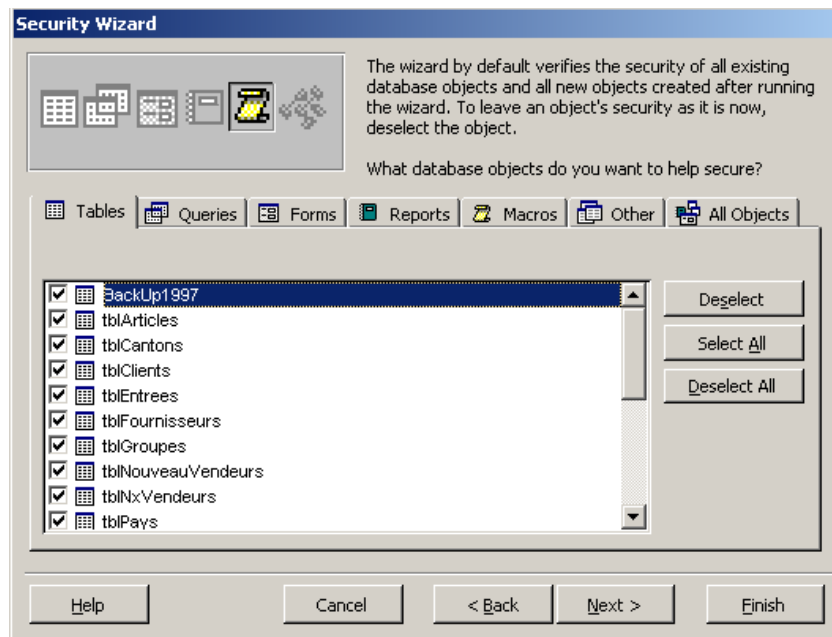 Security Wizard
The wizard by default verifies the security of all existing
database objects and all new objects created after running
the wizard. To leave an object's security as it is now,
deselect the object.
What database objects do you want to help secure?
Tables Queries Forms Reports Macros Other All Objects
BackUp1997
tblArticles
tblCantons
tblClients
tblEntrees
tblFournisseurs
tblGroupes
tblNouveauVendeurs
tblNxVendeurs
tblPays
Deselect
Select All
Deselect All
Help Cancel < Back Next > Finish